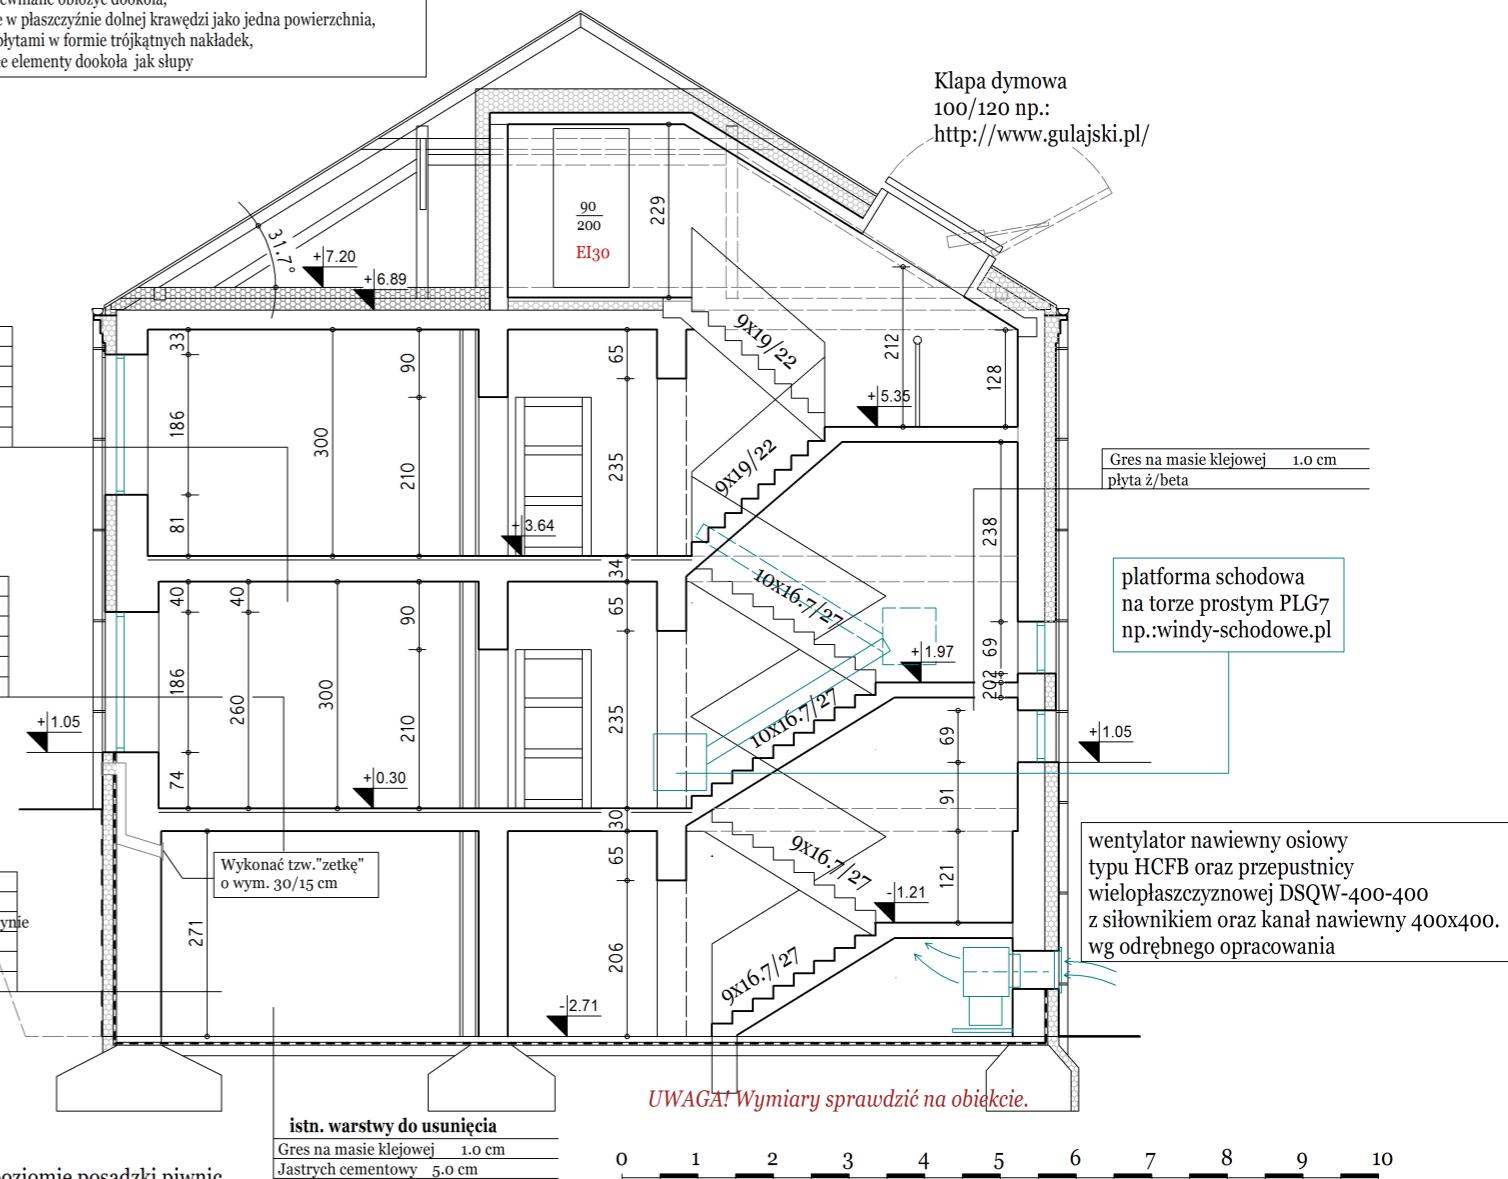 obłożyć dookoła,
e w płaszczyźnie dolnej krawędzi jako jedna powierzchnia,
płytami w formie trójkątnych nakładek,
e elementy dookoła jak słupy
Klapa dymowa
100/120 np.:
http://www.gulajski.pl/
90
200
EI30
229
31.7°
+7.20
+6.89
33
90
65
9x19/22
212
128
+5.35
186
300
210
235
9x19/22
Gres na masie klejowej 1.0 cm
płyta ż/beta
81
+3.64
238
34
40
40
90
65
10x16.7/27
platforma schodowa
na torze prostym PLG7
np.:windy-schodowe.pl
69
+1.97
202
186
260
300
210
235
10x16.7/27
+1.05
69
+1.05
74
+0.30
91
30
65
9x16.7/27
121
Wykonać tzw."zetkę"
o wym. 30/15 cm
wentylator nawiewny osiowy
typu HCFB oraz przepustnicy
wielopłaszczyznowej DSQW-400-400
z siłownikiem oraz kanał nawiewny 400x400.
wg odrębnego opracowania
-1.21
ynie
271
206
9x16.7/27
-2.71
UWAGA! Wymiary sprawdzić na obiekcie.
istn. warstwy do usunięcia
Gres na masie klejowej 1.0 cm
Jastrych cementowy 5.0 cm
0 1 2 3 4 5 6 7 8 9 10
poziomie posadzki piwnic